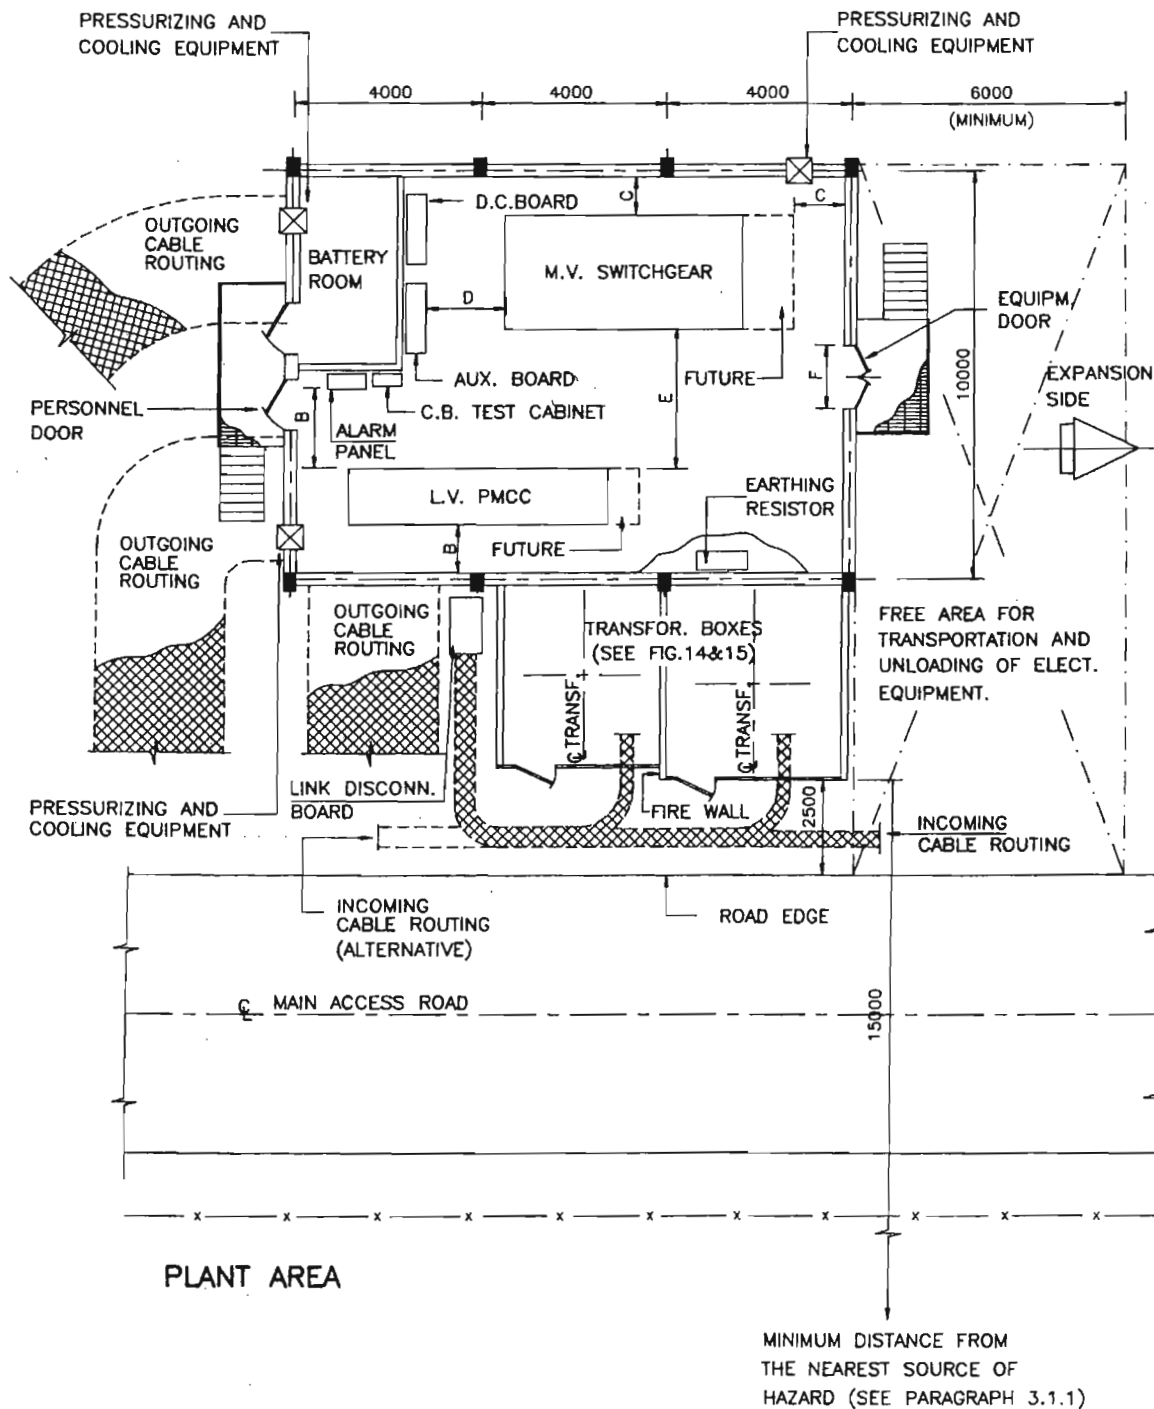 PRESSURIZING AND
COOLING EQUIPMENT
PRESSURIZING AND
COOLING EQUIPMENT
4000
4000
4000
6000
(MINIMUM)
OUTGOING
CABLE
ROUTING
BATTERY
ROOM
D.C.BOARD
C
C
M.V. SWITCHGEAR
D
EQUIPM.
DOOR
AUX. BOARD
FUTURE
E
F
10000
EXPANSION
SIDE
PERSONNEL
DOOR
B
C.B. TEST CABINET
ALARM
PANEL
L.V. PMCC
EARTHING
RESISTOR
B
FUTURE
OUTGOING
CABLE
ROUTING
OUTGOING
CABLE
ROUTING
TRANSFOR. BOXES
(SEE FIG.14&15)
FREE AREA FOR
TRANSPORTATION AND
UNLOADING OF ELECT.
EQUIPMENT.
℄ TRANSF.
℄ TRANSF.
LINK DISCONN.
BOARD
FIRE WALL
2500
PRESSURIZING AND
COOLING EQUIPMENT
INCOMING
CABLE ROUTING
INCOMING
CABLE ROUTING
(ALTERNATIVE)
ROAD EDGE
℄ MAIN ACCESS ROAD
15000
x x x x x x x x x x x
PLANT AREA
MINIMUM DISTANCE FROM
THE NEAREST SOURCE OF
HAZARD (SEE PARAGRAPH 3.1.1)